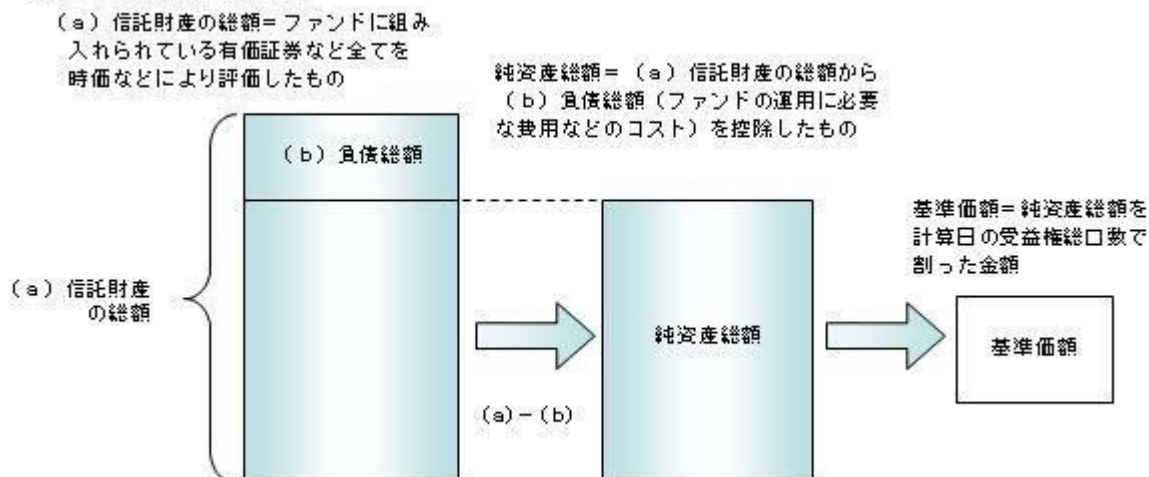 （a）信託財産の総額＝ファンドに組み
入れられている有価証券など全てを
時価などにより評価したもの
純資産総額＝（a）信託財産の総額から
（b）負債総額（ファンドの運用に必要
な費用などのコスト）を控除したもの
（b）負債総額
基準価額＝純資産総額を
計算日の受益権総口数で
割った金額
（a）信託財産
の総額
純資産総額
基準価額
（a）－（b）